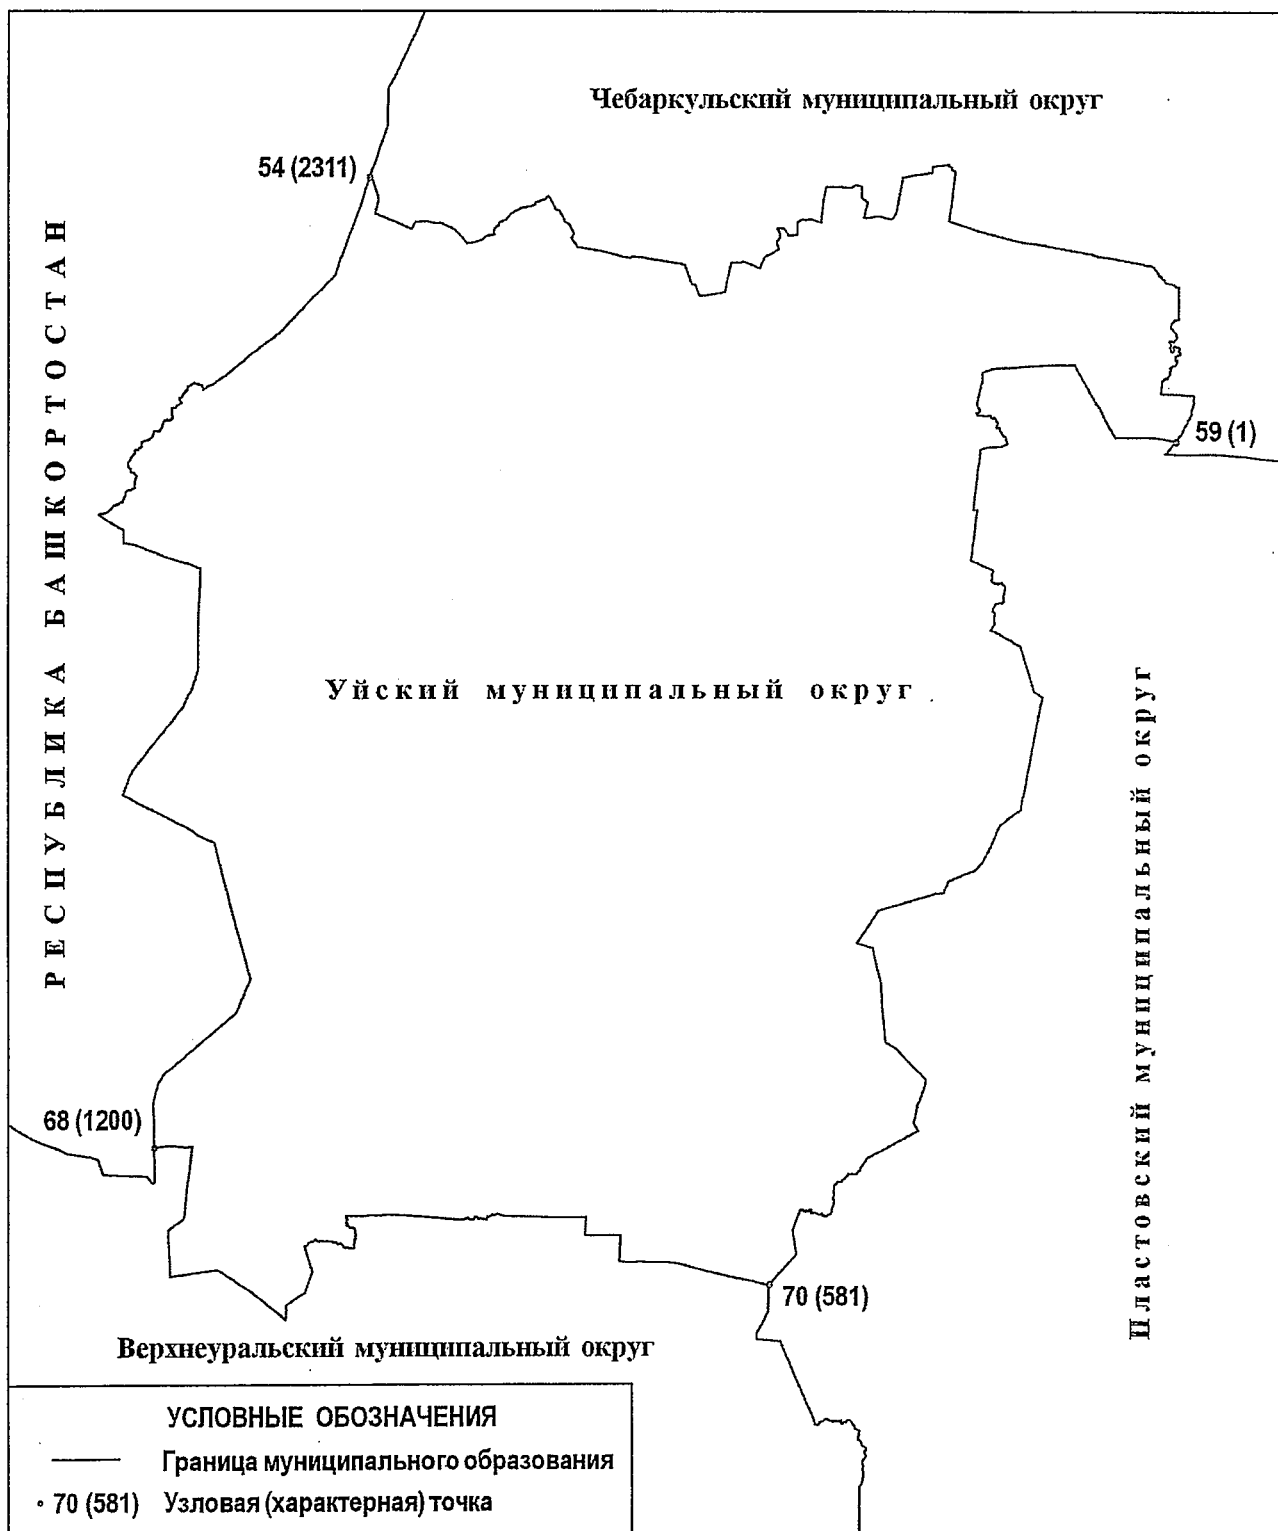 Чебаркульский муниципальный округ
54 (2311)
РЕСПУБЛИКА БАШКОРТОСТАН
59 (1)
Уйский муниципальный округ
Пластовский муниципальный округ
68 (1200)
70 (581)
Верхнеуральский муниципальный округ
УСЛОВНЫЕ ОБОЗНАЧЕНИЯ
Граница муниципального образования
70 (581) Узловая (характерная) точка